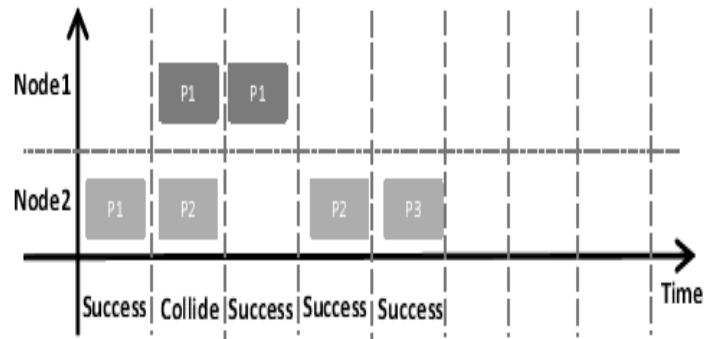 Node1
P1 P1
Node2
P1 P2 P2 P3
Success Collide Success Success Success
Time